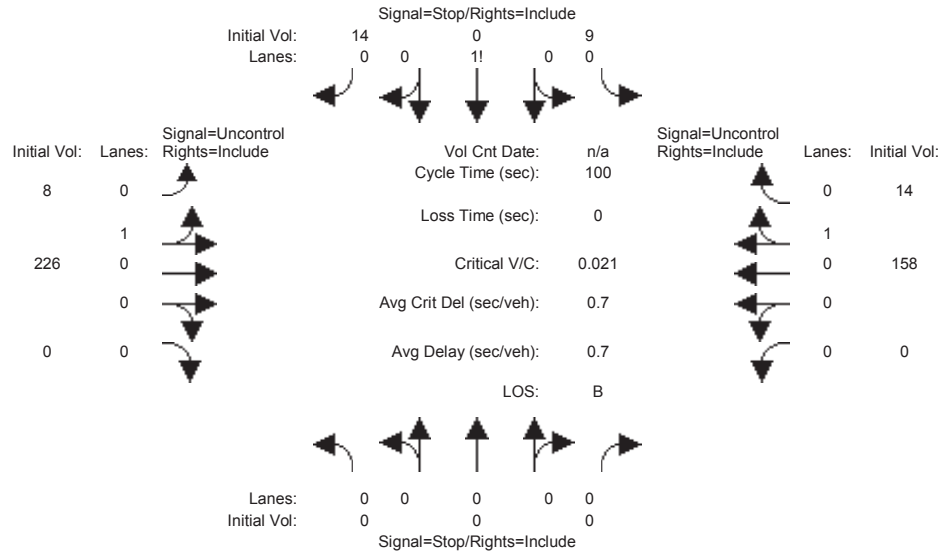 Signal=Stop/Rights=Include
Initial Vol: 14 0 9
Lanes: 0 0 1! 0 0
Signal=Uncontrol
Initial Vol: Lanes: Rights=Include
Vol Cnt Date: n/a
Signal=Uncontrol
Rights=Include Lanes: Initial Vol:
Cycle Time (sec): 100
8 0
0 14
Loss Time (sec): 0
1
1
226 0
Critical V/C: 0.021
0 158
0
Avg Crit Del (sec/veh): 0.7
0
0 0
Avg Delay (sec/veh): 0.7
0 0
LOS: B
Lanes: 0 0 0 0 0
Initial Vol: 0 0 0
Signal=Stop/Rights=Include